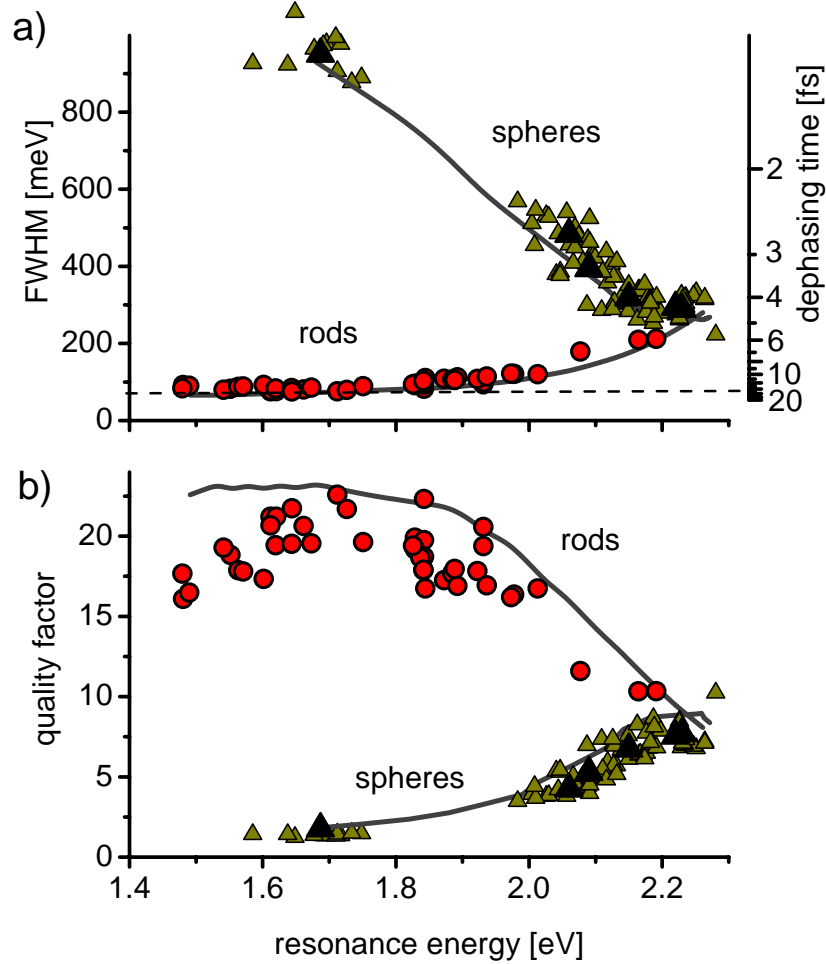 a)
800
600
400
200
0
FWHM [meV]
spheres
rods
2
3
4
6
10
20
dephasing time [fs]
b)
20
15
10
5
0
quality factor
rods
spheres
1.4
1.6
1.8
2.0
2.2
resonance energy [eV]